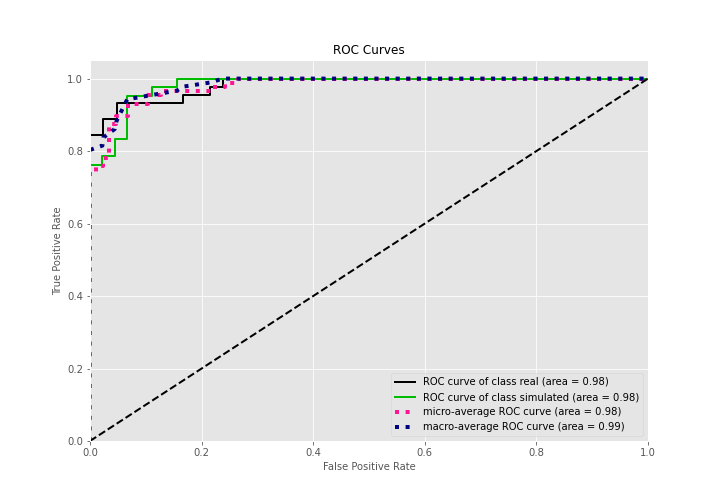 ROC Curves
True Positive Rate
1.0
0.8
0.6
0.4
0.2
0.0
0.0 0.2 0.4 0.6 0.8 1.0
False Positive Rate
ROC curve of class real (area = 0.98)
ROC curve of class simulated (area = 0.98)
micro-average ROC curve (area = 0.98)
macro-average ROC curve (area = 0.99)